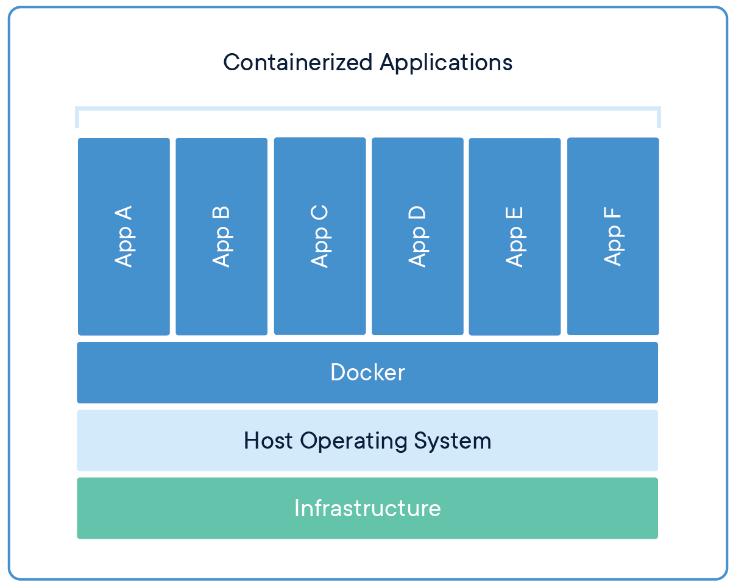 Containerized Applications
App A
App B
App C
App D
App E
App F
Docker
Host Operating System
Infrastructure